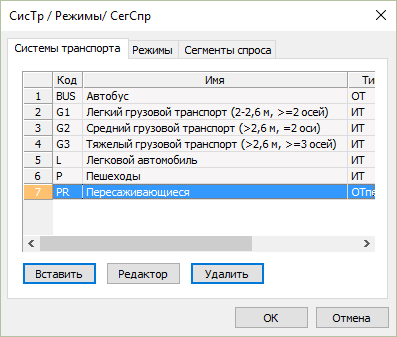 СисТр / Режимы/ СегСпр
Системы транспорта Режимы Сегменты спроса
Код Имя Ти
1 BUS Автобус ОТ
2 G1 Легкий грузовой транспорт (2-2,6 м, >=2 осей) ИТ
3 G2 Средний грузовой транспорт (>2,6 м, =2 оси) ИТ
4 G3 Тяжелый грузовой транспорт (>2,6 м, >=3 осей) ИТ
5 L Легковой автомобиль ИТ
6 P Пешеходы ИТ
7 PR Пересаживающиеся ОТпе
Вставить Редактор Удалить
ОК Отмена